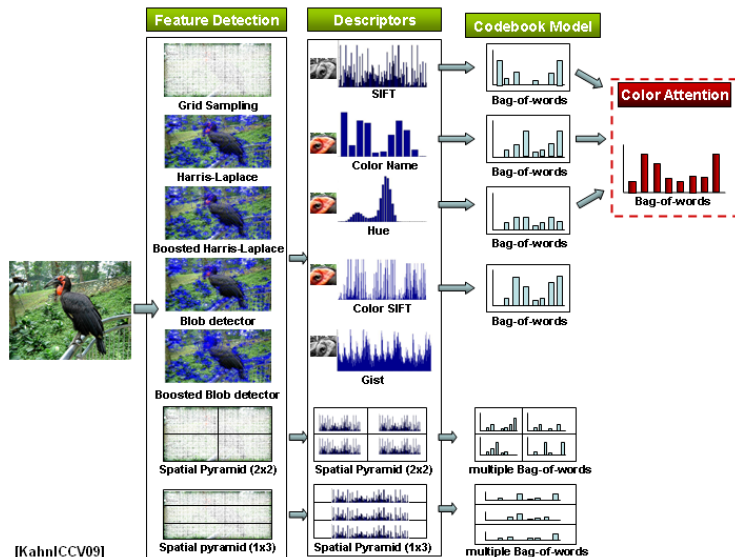 Feature Detection
Descriptors
Codebook Model
Grid Sampling
SIFT
Bag-of-words
Color Attention
Harris-Laplace
Color Name
Bag-of-words
Bag-of-words
Boosted Harris-Laplace
Hue
Bag-of-words
Blob detector
Color SIFT
Bag-of-words
Boosted Blob detector
Gist
Spatial Pyramid (2x2)
Spatial Pyramid (2x2)
multiple Bag-of-words
Spatial pyramid (1x3)
Spatial Pyramid (1x3)
multiple Bag-of-words
[KahnICCV09]